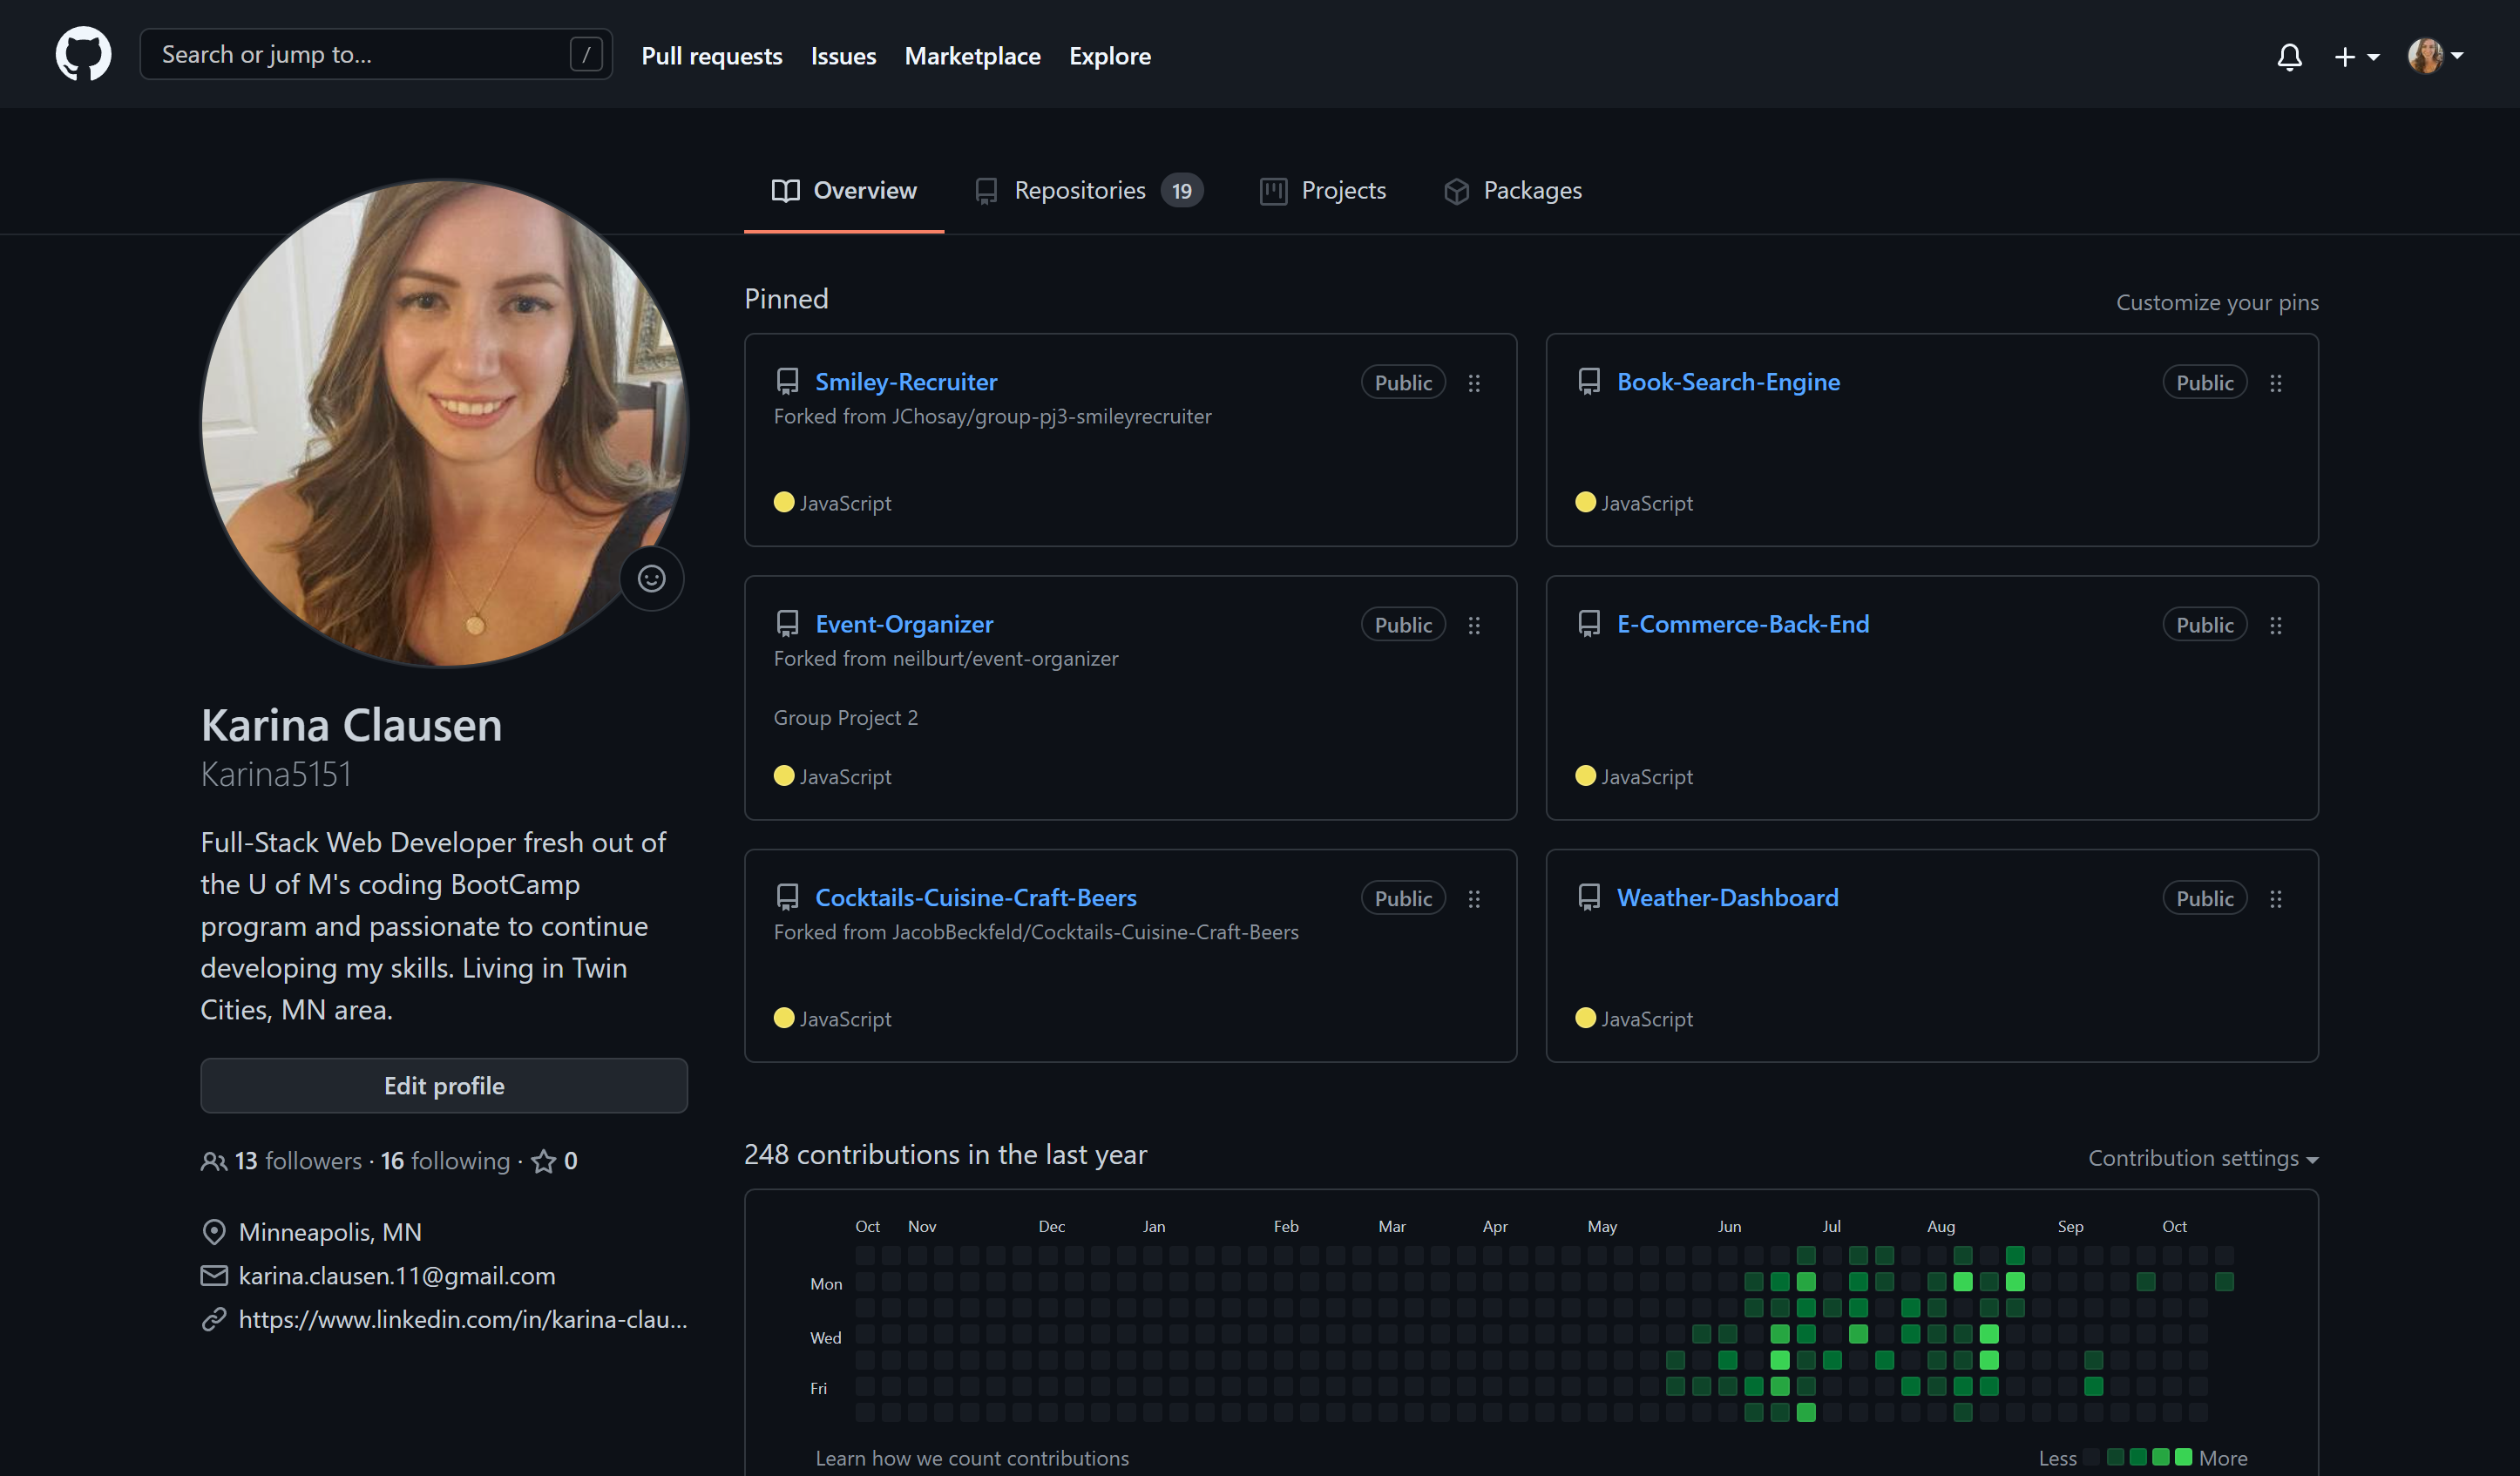 Search or jump to...
/
Pull requests
Issues
Marketplace
Explore
Overview
Repositories 19
Projects
Packages
Karina Clausen
Karina5151
Full-Stack Web Developer fresh out of
the U of M's coding BootCamp
program and passionate to continue
developing my skills. Living in Twin
Cities, MN area.
Edit profile
13 followers · 16 following · 0
Minneapolis, MN
karina.clausen.11@gmail.com
https://www.linkedin.com/in/karina-clau...
Pinned
Customize your pins
Smiley-Recruiter
Public
Forked from JChosay/group-pj3-smileyrecruiter
JavaScript
Book-Search-Engine
Public
JavaScript
Event-Organizer
Public
Forked from neilburt/event-organizer
Group Project 2
JavaScript
E-Commerce-Back-End
Public
JavaScript
Cocktails-Cuisine-Craft-Beers
Public
Forked from JacobBeckfeld/Cocktails-Cuisine-Craft-Beers
JavaScript
Weather-Dashboard
Public
JavaScript
248 contributions in the last year
Contribution settings
Oct Nov Dec Jan Feb Mar Apr May Jun Jul Aug Sep Oct
Mon
Wed
Fri
Learn how we count contributions
Less More